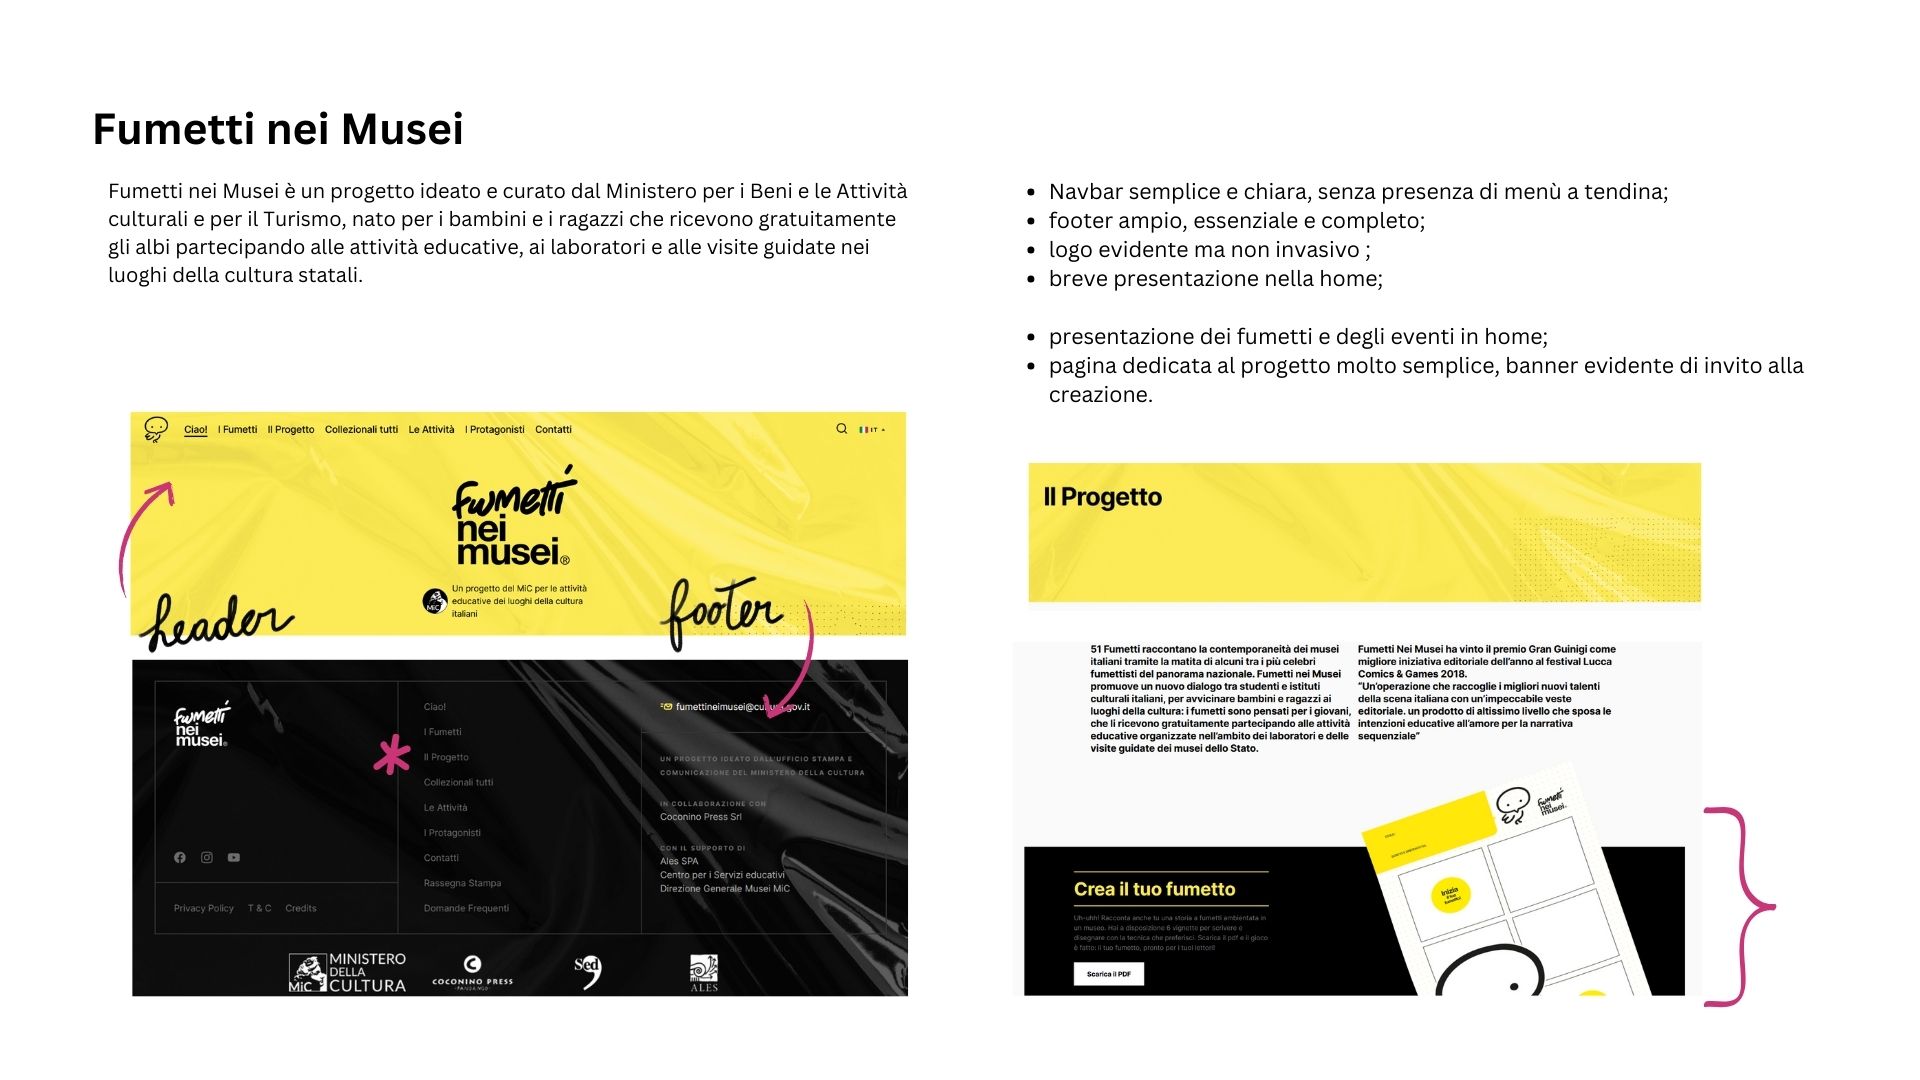 Fumetti nei Musei
Fumetti nei Musei è un progetto ideato e curato dal Ministero per i Beni e le Attività
culturali e per il Turismo, nato per i bambini e i ragazzi che ricevono gratuitamente
gli albi partecipando alle attività educative, ai laboratori e alle visite guidate nei
luoghi della cultura statali.
• Navbar semplice e chiara, senza presenza di menù a tendina;
• footer ampio, essenziale e completo;
• logo evidente ma non invasivo ;
• breve presentazione nella home;
• presentazione dei fumetti e degli eventi in home;
• pagina dedicata al progetto molto semplice, banner evidente di invito alla
creazione.
Ciao! I Fumetti Il Progetto Collezionali tutti Le Attività I Protagonisti Contatti
IT
fumetti
nei
musei®
MiC
Un progetto del MiC per le attività
educative dei luoghi della cultura
italiani
header
footer
fumetti
nei
musei®
Privacy Policy T & C Credits
Ciao!
I Fumetti
Il Progetto
Collezionali tutti
Le Attività
I Protagonisti
Contatti
Rassegna Stampa
Domande Frequenti
fumettineimusei@cultura.gov.it
UN PROGETTO IDEATO DALL'UFFICIO STAMPA E
COMUNICAZIONE DEL MINISTERO DELLA CULTURA
IN COLLABORAZIONE CON
Coconino Press Srl
CON IL SUPPORTO DI
Ales SPA
Centro per i Servizi educativi
Direzione Generale Musei MiC
MiC
MINISTERO
DELLA
CULTURA
COCONINO PRESS
FANDANGO
Sed
ALES
Il Progetto
51 Fumetti raccontano la contemporaneità dei musei
italiani tramite la matita di alcuni tra i più celebri
fumettisti del panorama nazionale. Fumetti nei Musei
promuove un nuovo dialogo tra studenti e istituti
culturali italiani, per avvicinare bambini e ragazzi ai
luoghi della cultura: i fumetti sono pensati per i giovani,
che li ricevono gratuitamente partecipando alle attività
educative organizzate nell'ambito dei laboratori e delle
visite guidate dei musei dello Stato.
Fumetti Nei Musei ha vinto il premio Gran Guinigi come
migliore iniziativa editoriale dell'anno al festival Lucca
Comics & Games 2018.
"Un'operazione che raccoglie i migliori nuovi talenti
della scena italiana con un'impeccabile veste
editoriale. un prodotto di altissimo livello che sposa le
intenzioni educative all'amore per la narrativa
sequenziale"
Crea il tuo fumetto
Uh-uhh! Racconta anche tu una storia a fumetti ambientata in
un museo. Hai a disposizione 6 vignette per scrivere e
disegnare con la tecnica che preferisci. Scarica il pdf e il gioco
è fatto: il tuo fumetto, pronto per i tuoi lettori!
Scarica il PDF
fumetti
nei
musei.
Inizia
il tuo
fumetto!